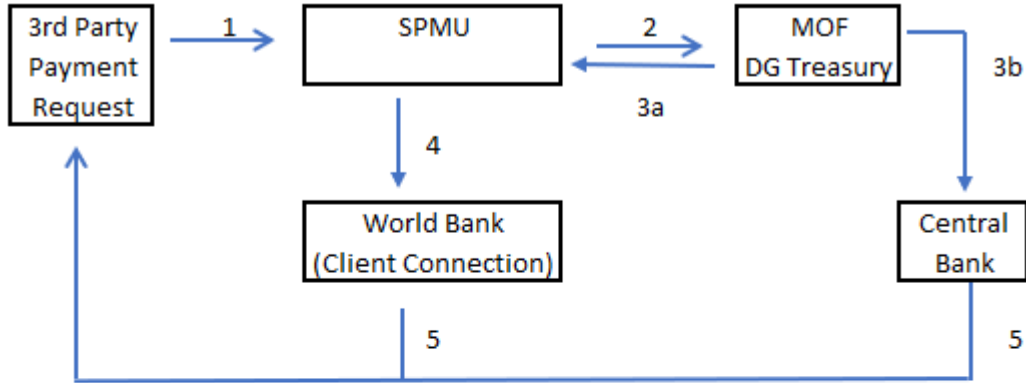 3rd Party
Payment
Request
1
SPMU
2
3a
MOF
DG Treasury
3b
4
World Bank
(Client Connection)
Central
Bank
5
5